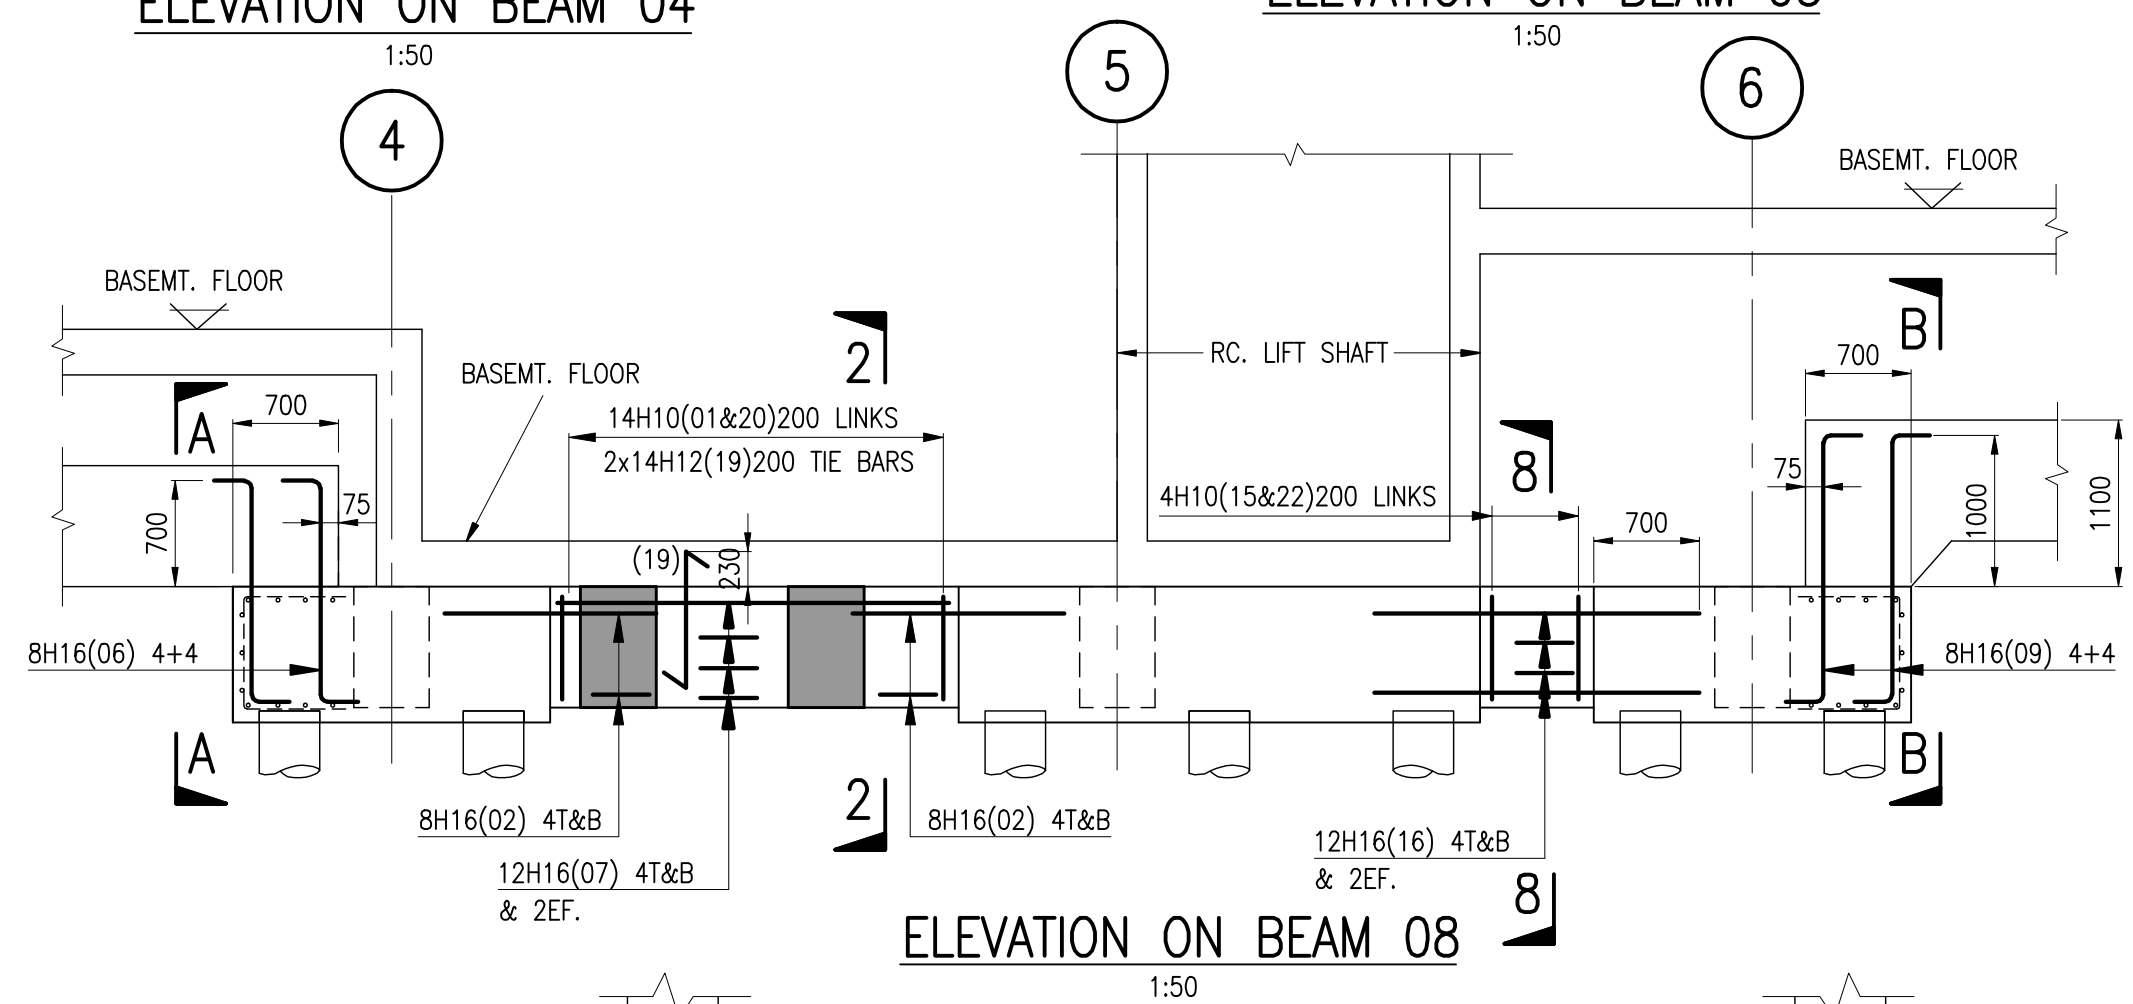 ELEVATION ON BEAM 04
1:50
ELEVATION ON BEAM
1:50
4
5
6
BASEMT. FLOOR
BASEMT. FLOOR
BASEMT. FLOOR
RC. LIFT SHAFT
2
B
A
700
700
14H10(01&20)200 LINKS
2x14H12(19)200 TIE BARS
8
4H10(15&22)200 LINKS
700
75
700
75
1000
1100
(19)
230
8H16(06) 4+4
8H16(09) 4+4
A
B
2
8H16(02) 4T&B
8H16(02) 4T&B
12H16(07) 4T&B
& 2EF.
12H16(16) 4T&B
& 2EF.
8
ELEVATION ON BEAM 08
1:50